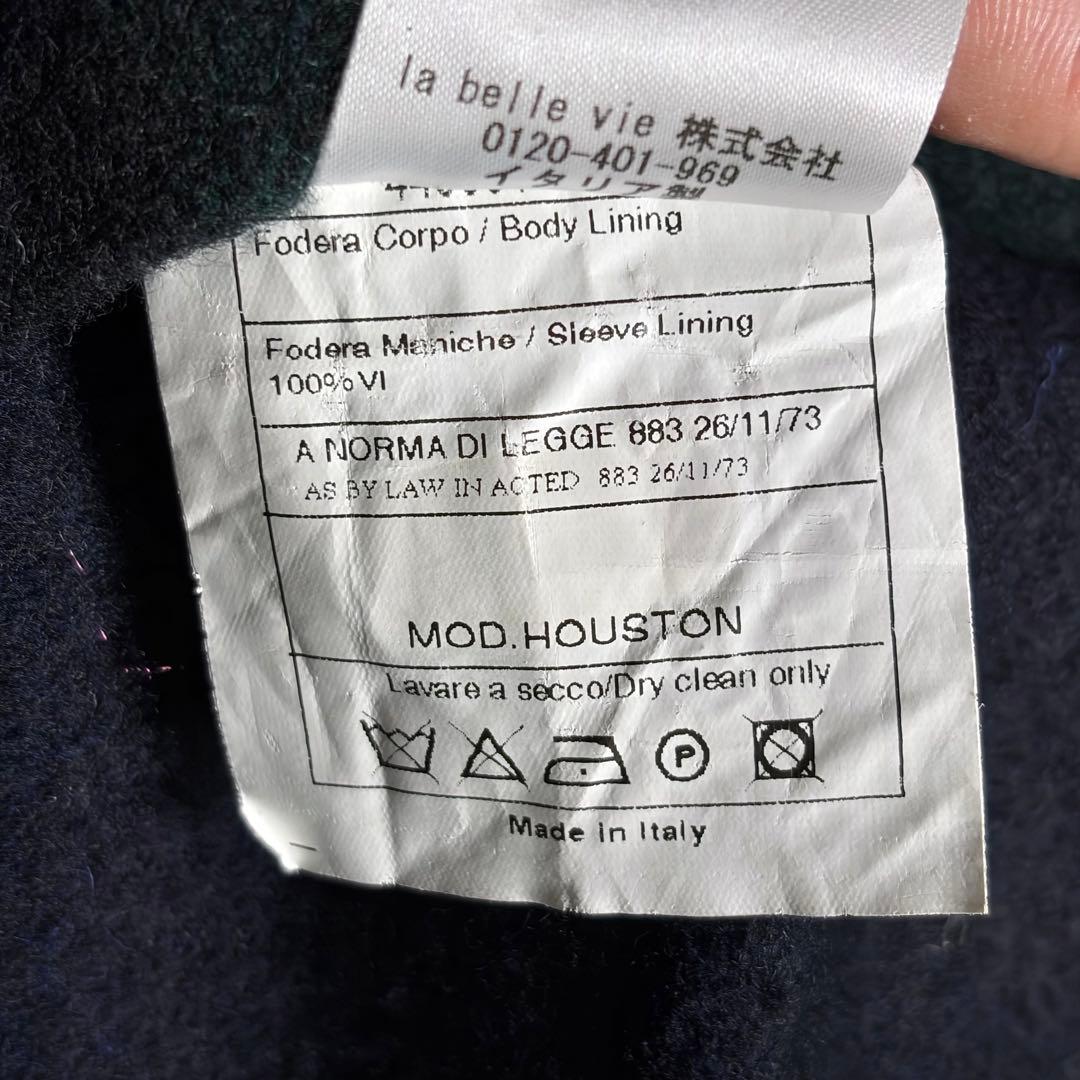 la belle vie 株式会社
0120-401-969
イタリア製
Fodera Corpo / Body Lining
Fodera Maniche / Sleeve Lining
100% VI
A NORMA DI LEGGE 883 26/11/73
AS BY LAW IN ACTED 883 26/11/73
MOD.HOUSTON
Lavare a secco/Dry clean only
P
Made in Italy